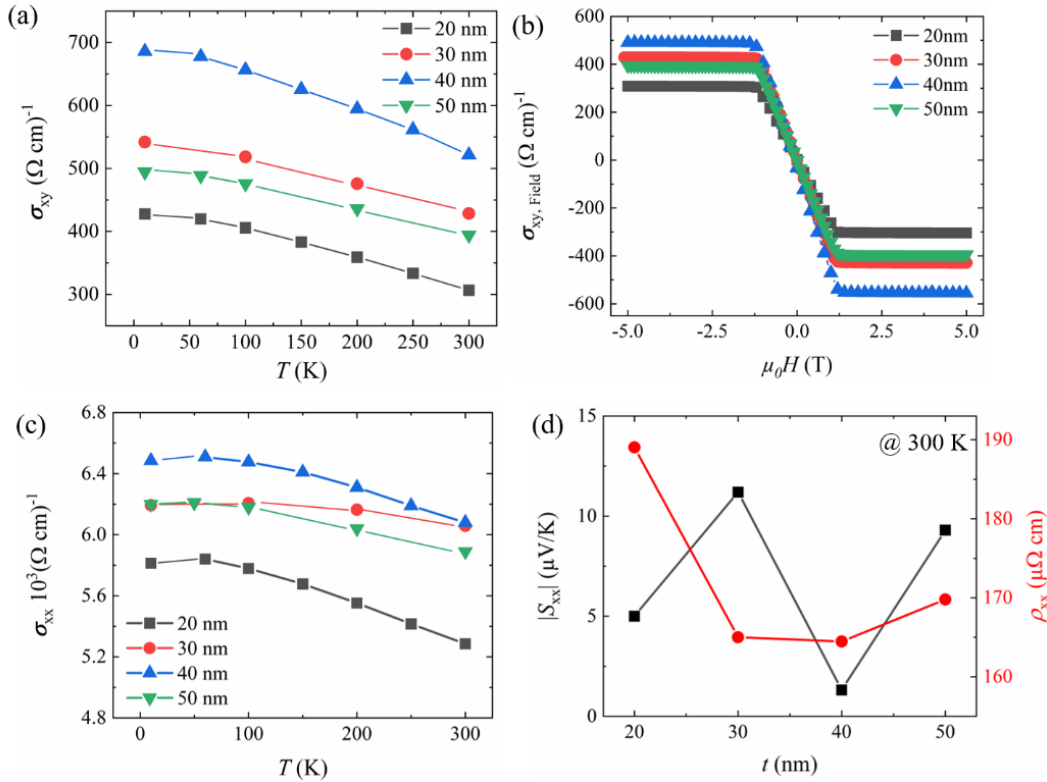 (a)
20 nm
30 nm
40 nm
50 nm
700
600
500
400
300
σxy (Ω cm)⁻¹
0 50 100 150 200 250 300
T (K)
(b)
20nm
30nm
40nm
50nm
600
400
200
0
-200
-400
-600
σxy, Field (Ω cm)⁻¹
-5.0 -2.5 0.0 2.5 5.0
μ₀H (T)
(c)
6.8
6.4
6.0
5.6
5.2
4.8
σxx 10³(Ω cm)⁻¹
20 nm
30 nm
40 nm
50 nm
0 50 100 150 200 250 300
T (K)
(d)
@ 300 K
15
10
5
0
|Sxx| (μV/K)
190
180
170
160
ρxx (μΩ cm)
20 30 40 50
t (nm)